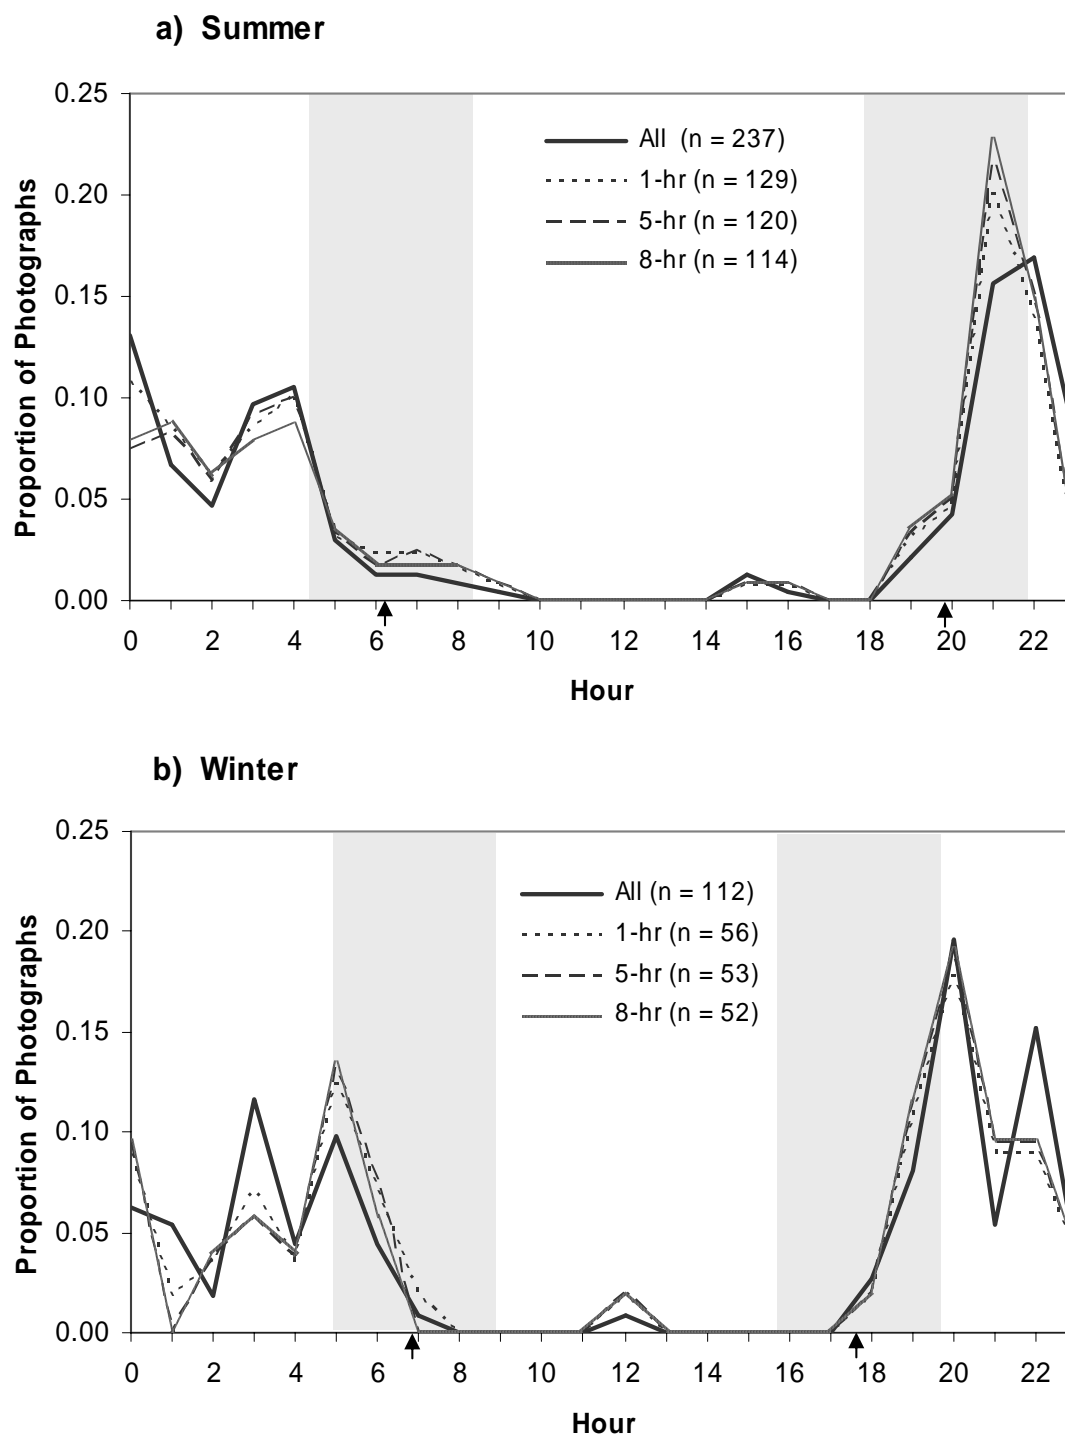 a) Summer
0.25
0.20
0.15
0.10
0.05
0.00
Proportion of Photographs
All (n = 237)
1-hr (n = 129)
5-hr (n = 120)
8-hr (n = 114)
0 2 4 6 8 10 12 14 16 18 20 22
Hour
b) Winter
0.25
0.20
0.15
0.10
0.05
0.00
Proportion of Photographs
All (n = 112)
1-hr (n = 56)
5-hr (n = 53)
8-hr (n = 52)
0 2 4 6 8 10 12 14 16 18 20 22
Hour